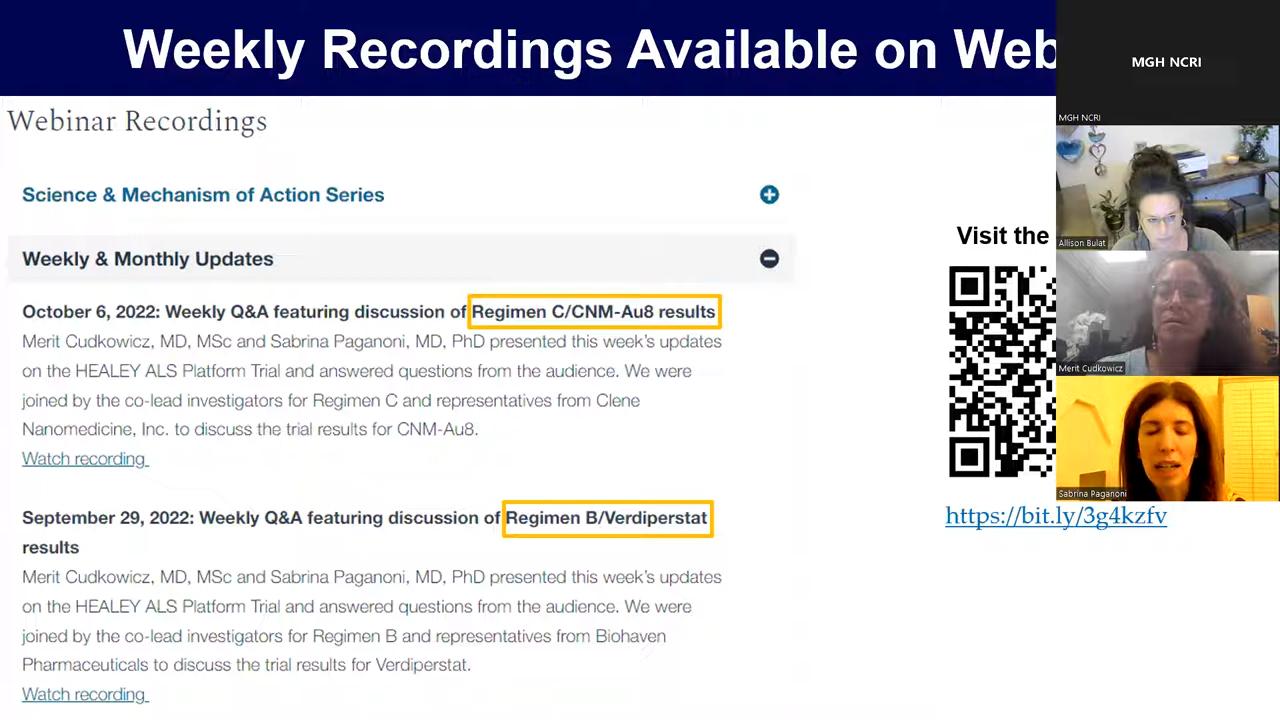 Weekly Recordings Available on Web
Webinar Recordings
Science & Mechanism of Action Series
Weekly & Monthly Updates
October 6, 2022: Weekly Q&A featuring discussion of Regimen C/CNM-Au8 results
Merit Cudkowicz, MD, MSc and Sabrina Paganoni, MD, PhD presented this week's updates
on the HEALEY ALS Platform Trial and answered questions from the audience. We were
joined by the co-lead investigators for Regimen C and representatives from Clene
Nanomedicine, Inc. to discuss the trial results for CNM-Au8.
Watch recording
September 29, 2022: Weekly Q&A featuring discussion of Regimen B/Verdiperstat
results
Merit Cudkowicz, MD, MSc and Sabrina Paganoni, MD, PhD presented this week's updates
on the HEALEY ALS Platform Trial and answered questions from the audience. We were
joined by the co-lead investigators for Regimen B and representatives from Biohaven
Pharmaceuticals to discuss the trial results for Verdiperstat.
Watch recording
Visit the
https://bit.ly/3g4kzfv
MGH NCRI
MGH NCRI
Allison Bulat
Merit Cudkowicz
Sabrina Paganoni